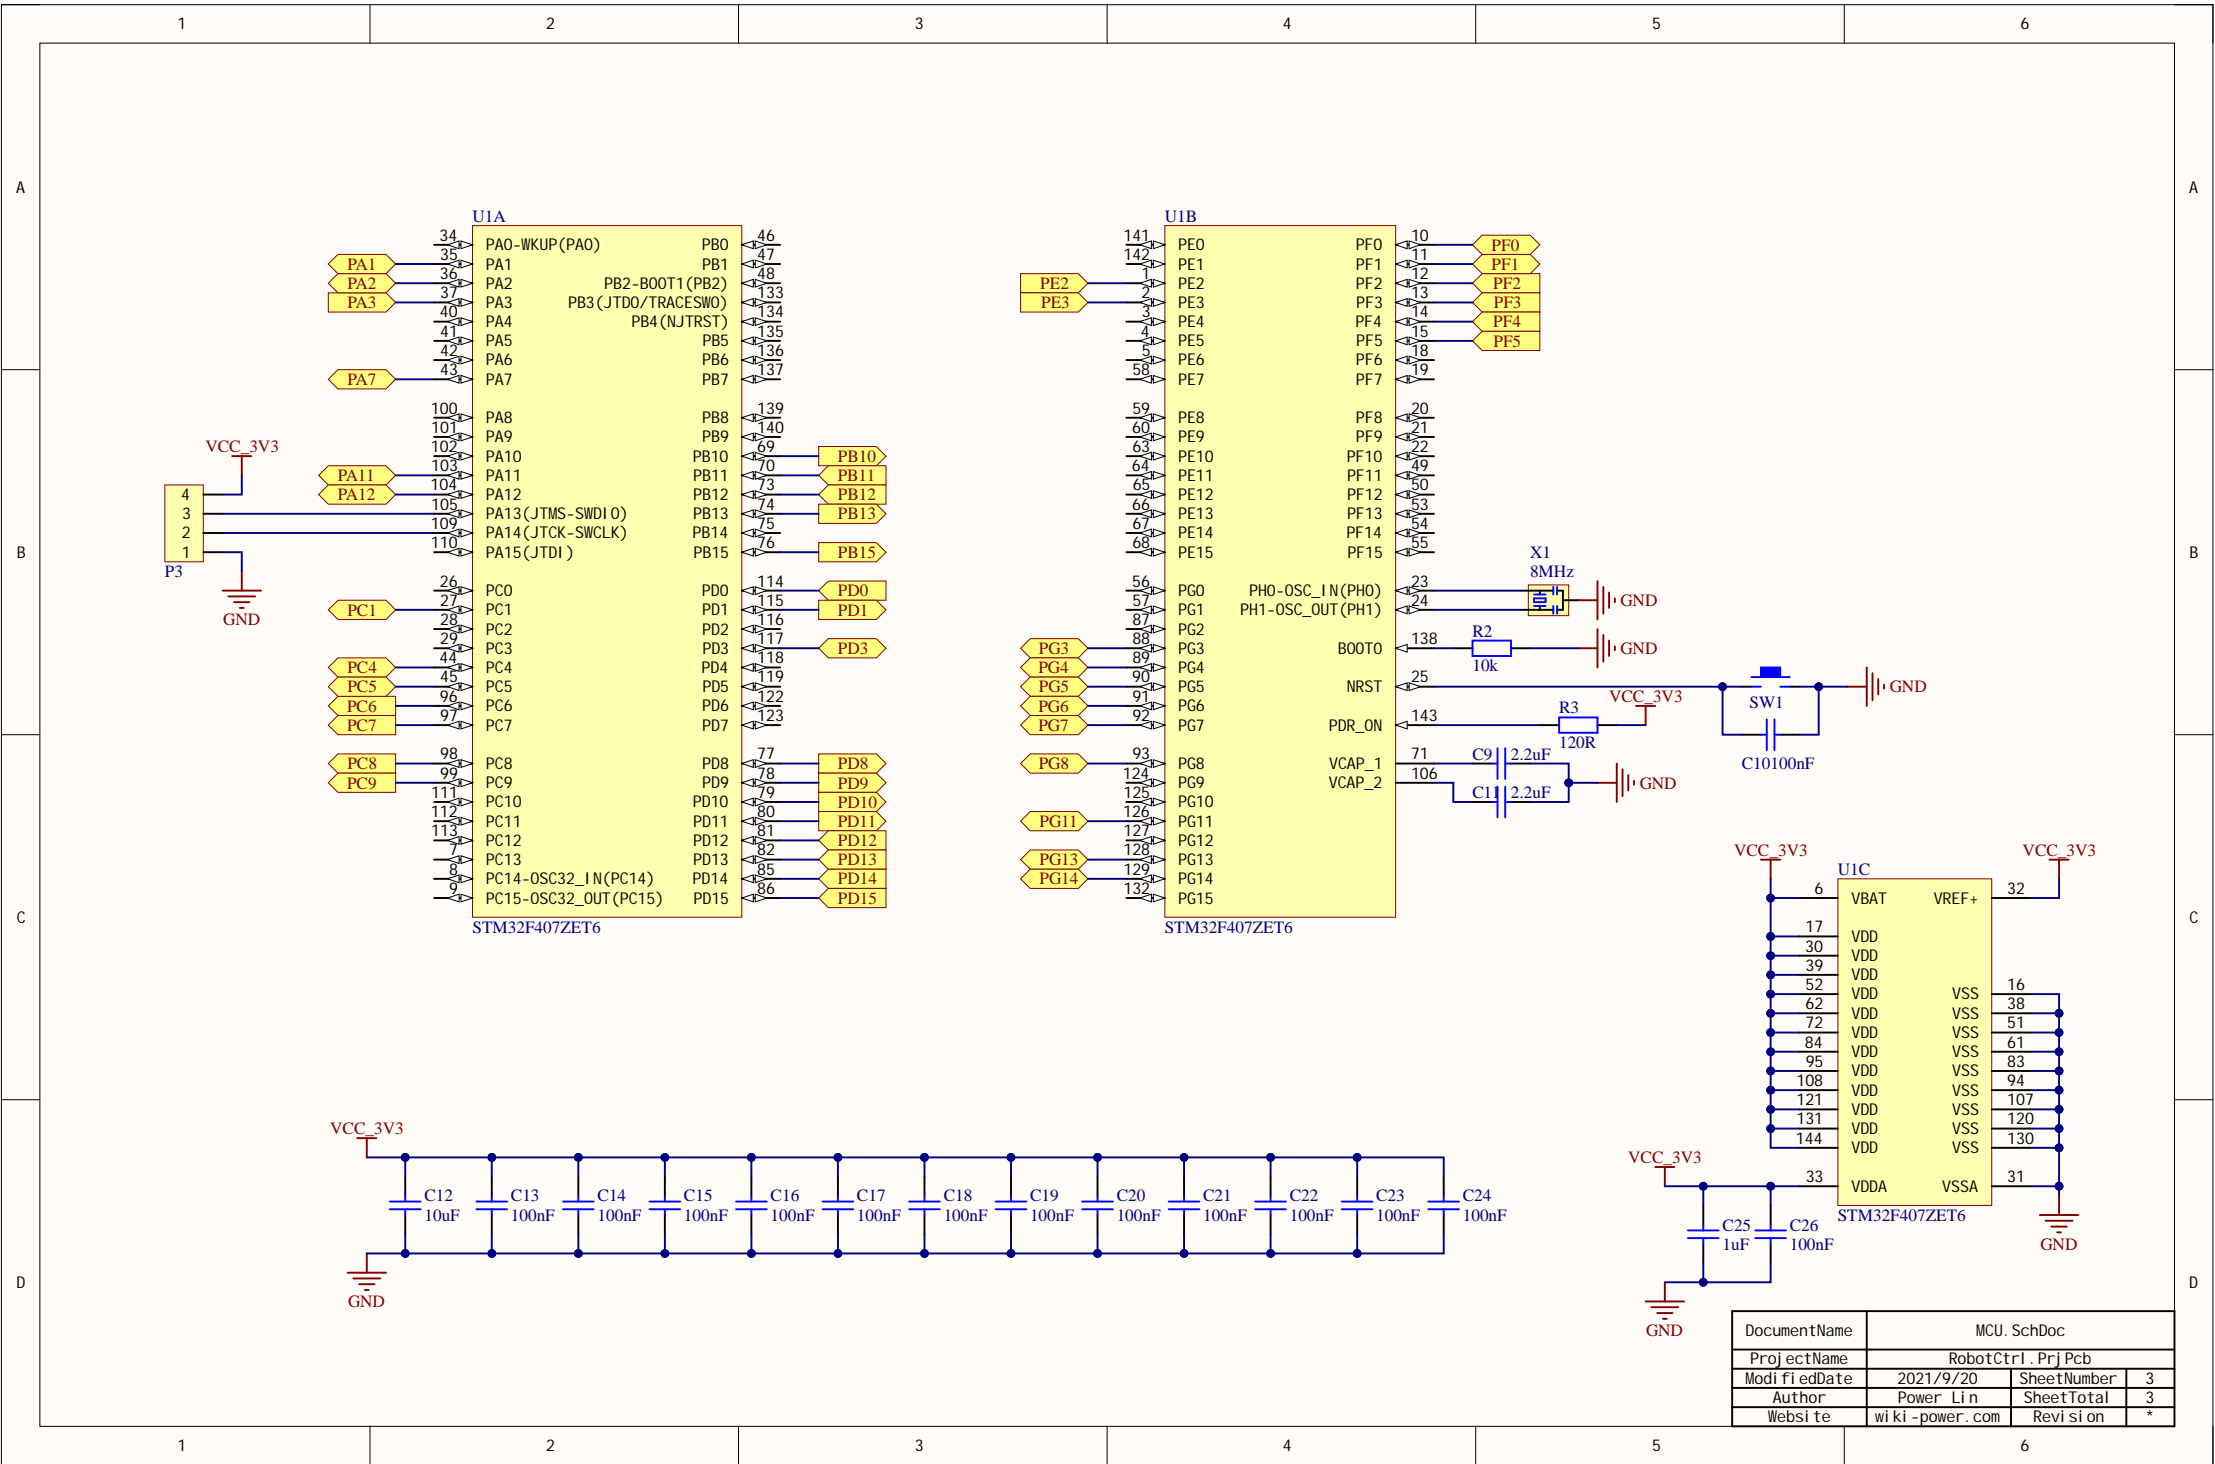 1 2 3 4 5 6
A A
B B
C C
D D
U1A
34 PA0-WKUP(PA0) PB0 46
PA1 35 PA1 PB1 47
PA2 36 PA2 PB2-BOOT1(PB2) 48
PA3 37 PA3 PB3(JTDO/TRACESWO) 133
40 PA4 PB4(NJTRST) 134
41 PA5 PB5 135
42 PA6 PB6 136
PA7 43 PA7 PB7 137
100 PA8 PB8 139
101 PA9 PB9 140
102 PA10 PB10 69 PB10
PA11 103 PA11 PB11 70 PB11
PA12 104 PA12 PB12 73 PB12
105 PA13(JTMS-SWDIO) PB13 74 PB13
109 PA14(JTCK-SWCLK) PB14 75
110 PA15(JTDI) PB15 76 PB15
26 PC0 PD0 114 PD0
PC1 27 PC1 PD1 115 PD1
28 PC2 PD2 116
29 PC3 PD3 117 PD3
PC4 44 PC4 PD4 118
PC5 45 PC5 PD5 119
PC6 96 PC6 PD6 122
PC7 97 PC7 PD7 123
PC8 98 PC8 PD8 77 PD8
PC9 99 PC9 PD9 78 PD9
111 PC10 PD10 79 PD10
112 PC11 PD11 80 PD11
113 PC12 PD12 81 PD12
7 PC13 PD13 82 PD13
8 PC14-OSC32_IN(PC14) PD14 85 PD14
9 PC15-OSC32_OUT(PC15) PD15 86 PD15
STM32F407ZET6
VCC_3V3
4
3
2
1
P3
GND
U1B
141 PE0 PF0 10 PF0
142 PE1 PF1 11 PF1
PE2 1 PE2 PF2 12 PF2
PE3 2 PE3 PF3 13 PF3
3 PE4 PF4 14 PF4
4 PE5 PF5 15 PF5
5 PE6 PF6 18
58 PE7 PF7 19
59 PE8 PF8 20
60 PE9 PF9 21
63 PE10 PF10 22
64 PE11 PF11 49
65 PE12 PF12 50
66 PE13 PF13 53
67 PE14 PF14 54
68 PE15 PF15 55
56 PG0 PH0-OSC_IN(PH0) 23
57 PG1 PH1-OSC_OUT(PH1) 24
87 PG2
PG3 88 PG3 BOOT0 138
PG4 89 PG4
PG5 90 PG5 NRST 25
PG6 91 PG6
PG7 92 PG7 PDR_ON 143
PG8 93 PG8 VCAP_1 71
124 PG9 VCAP_2 106
125 PG10
PG11 126 PG11
127 PG12
PG13 128 PG13
PG14 129 PG14
132 PG15
STM32F407ZET6
X1
8MHz
GND
R2
10k
GND
SW1
GND
C10100nF
VCC_3V3
R3
120R
C9 2.2uF
C11 2.2uF
GND
VCC_3V3 VCC_3V3
U1C
6 VBAT VREF+ 32
17 VDD
30 VDD
39 VDD
52 VDD VSS 16
62 VDD VSS 38
72 VDD VSS 51
84 VDD VSS 61
95 VDD VSS 83
108 VDD VSS 94
121 VDD VSS 107
131 VDD VSS 120
144 VDD VSS 130
33 VDDA VSSA 31
STM32F407ZET6
GND
VCC_3V3
C25
1uF
C26
100nF
GND
VCC_3V3
C12 C13 C14 C15 C16 C17 C18 C19 C20 C21 C22 C23 C24
10uF 100nF 100nF 100nF 100nF 100nF 100nF 100nF 100nF 100nF 100nF 100nF 100nF
GND
DocumentName MCU.SchDoc
ProjectName RobotCtrl.PrjPcb
ModifiedDate 2021/9/20 SheetNumber 3
Author Power Lin SheetTotal 3
Website wiki-power.com Revision *
1 2 3 4 5 6